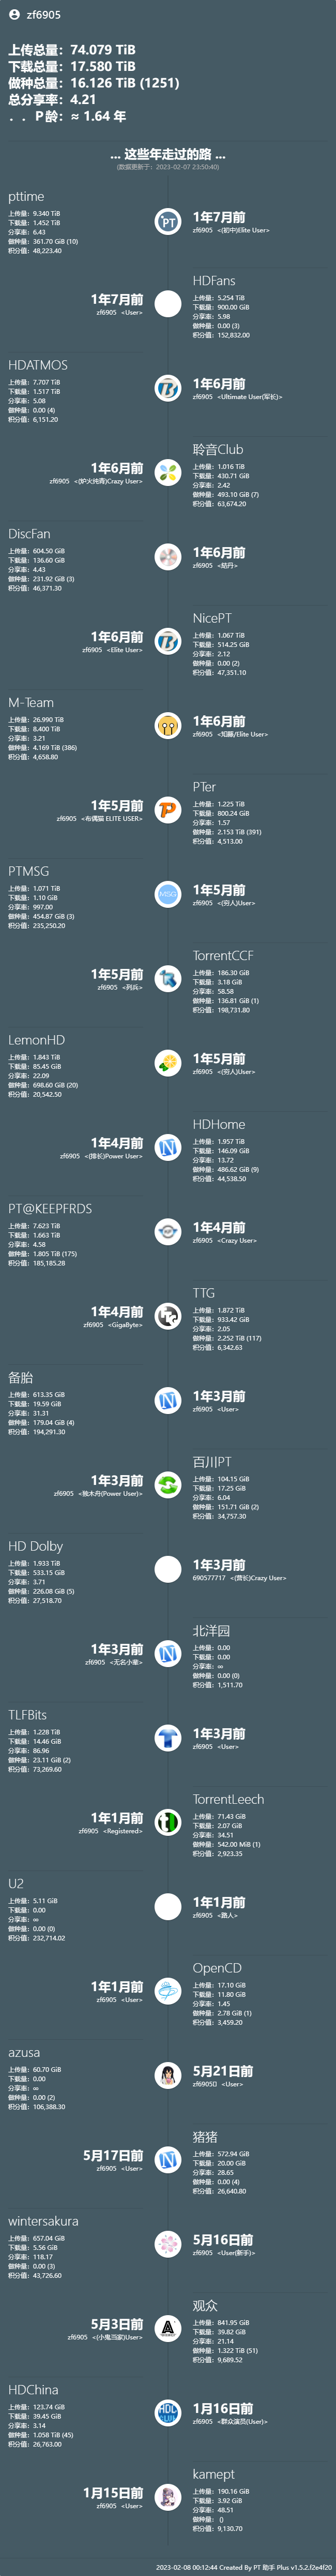 zf6905
上传总量：74.079 TiB
下载总量：17.580 TiB
做种总量：16.126 TiB (1251)
总分享率：4.21
．．P 龄：≈ 1.64 年
... 这些年走过的路 ...
(数据更新于：2023-02-07 23:50:40)
pttime
上传量：9.340 TiB
下载量：1.452 TiB
分享率：6.43
做种量：361.70 GiB (10)
积分值：48,223.40
1年7月前
zf6905 <(初中)Elite User>
HDFans
上传量：5.254 TiB
下载量：900.00 GiB
分享率：5.98
做种量：0.00 (3)
积分值：152,832.00
1年7月前
zf6905 <User>
HDATMOS
上传量：7.707 TiB
下载量：1.517 TiB
分享率：5.08
做种量：0.00 (4)
积分值：6,151.20
1年6月前
zf6905 <Ultimate User(军长)>
聆音Club
上传量：1.016 TiB
下载量：430.71 GiB
分享率：2.42
做种量：493.10 GiB (7)
积分值：63,674.20
1年6月前
zf6905 <(炉火纯青)Crazy User>
DiscFan
上传量：604.50 GiB
下载量：136.60 GiB
分享率：4.43
做种量：231.92 GiB (3)
积分值：46,371.30
1年6月前
zf6905 <结丹>
NicePT
上传量：1.067 TiB
下载量：514.25 GiB
分享率：2.12
做种量：0.00 (2)
积分值：47,351.10
1年6月前
zf6905 <Elite User>
M-Team
上传量：26.990 TiB
下载量：8.400 TiB
分享率：3.21
做种量：4.169 TiB (386)
积分值：4,658.80
1年6月前
zf6905 <知縣/Elite User>
PTer
上传量：1.225 TiB
下载量：800.24 GiB
分享率：1.57
做种量：2.153 TiB (391)
积分值：4,513.00
1年5月前
zf6905 <布偶猫 ELITE USER>
PTMSG
上传量：1.071 TiB
下载量：1.10 GiB
分享率：997.00
做种量：454.87 GiB (3)
积分值：235,250.20
1年5月前
zf6905 <(穷人)User>
TorrentCCF
上传量：186.30 GiB
下载量：3.18 GiB
分享率：58.58
做种量：136.81 GiB (1)
积分值：198,731.80
1年5月前
zf6905 <列兵>
LemonHD
上传量：1.843 TiB
下载量：85.45 GiB
分享率：22.09
做种量：698.60 GiB (20)
积分值：20,542.50
1年5月前
zf6905 <(穷人)User>
HDHome
上传量：1.957 TiB
下载量：146.09 GiB
分享率：13.72
做种量：486.62 GiB (9)
积分值：44,538.50
1年4月前
zf6905 <(排长)Power User>
PT@KEEPFRDS
上传量：7.623 TiB
下载量：1.663 TiB
分享率：4.58
做种量：1.805 TiB (175)
积分值：185,185.28
1年4月前
zf6905 <Crazy User>
TTG
上传量：1.872 TiB
下载量：933.42 GiB
分享率：2.05
做种量：2.252 TiB (117)
积分值：6,342.63
1年4月前
zf6905 <GigaByte>
备胎
上传量：613.35 GiB
下载量：19.59 GiB
分享率：31.31
做种量：179.04 GiB (4)
积分值：194,291.30
1年3月前
zf6905 <User>
百川PT
上传量：104.15 GiB
下载量：17.25 GiB
分享率：6.04
做种量：151.71 GiB (2)
积分值：34,757.30
1年3月前
zf6905 <独木舟(Power User)>
HD Dolby
上传量：1.933 TiB
下载量：533.15 GiB
分享率：3.71
做种量：226.08 GiB (5)
积分值：27,518.70
1年3月前
690577717 <(营长)Crazy User>
北洋园
上传量：0.00
下载量：0.00
分享率：∞
做种量：0.00 (0)
积分值：1,511.70
1年3月前
zf6905 <无名小辈>
TLFBits
上传量：1.228 TiB
下载量：14.46 GiB
分享率：86.96
做种量：23.11 GiB (2)
积分值：73,269.60
1年3月前
zf6905 <User>
TorrentLeech
上传量：71.43 GiB
下载量：2.07 GiB
分享率：34.51
做种量：542.00 MiB (1)
积分值：2,923.35
1年1月前
zf6905 <Registered>
U2
上传量：5.11 GiB
下载量：0.00
分享率：∞
做种量：0.00 (0)
积分值：232,714.02
1年1月前
zf6905 <路人>
OpenCD
上传量：17.10 GiB
下载量：11.80 GiB
分享率：1.45
做种量：2.78 GiB (1)
积分值：3,459.20
1年1月前
zf6905 <User>
azusa
上传量：60.70 GiB
下载量：0.00
分享率：∞
做种量：0.00 (2)
积分值：106,388.30
5月21日前
zf6905 <User>
猪猪
上传量：572.94 GiB
下载量：20.00 GiB
分享率：28.65
做种量：0.00 (4)
积分值：26,640.80
5月17日前
zf6905 <User>
wintersakura
上传量：657.04 GiB
下载量：5.56 GiB
分享率：118.17
做种量：0.00 (3)
积分值：43,726.60
5月16日前
zf6905 <User(新手)>
观众
上传量：841.95 GiB
下载量：39.82 GiB
分享率：21.14
做种量：1.322 TiB (51)
积分值：9,689.52
5月3日前
zf6905 <(小鬼当家)User>
HDChina
上传量：123.74 GiB
下载量：39.45 GiB
分享率：3.14
做种量：1.058 TiB (45)
积分值：26,763.00
1月16日前
zf6905 <群众演员(User)>
kamept
上传量：190.16 GiB
下载量：3.92 GiB
分享率：48.51
做种量： ()
积分值：9,130.70
1月15日前
zf6905 <User>
2023-02-08 00:12:44 Created By PT 助手 Plus v1.5.2.f2e4f20